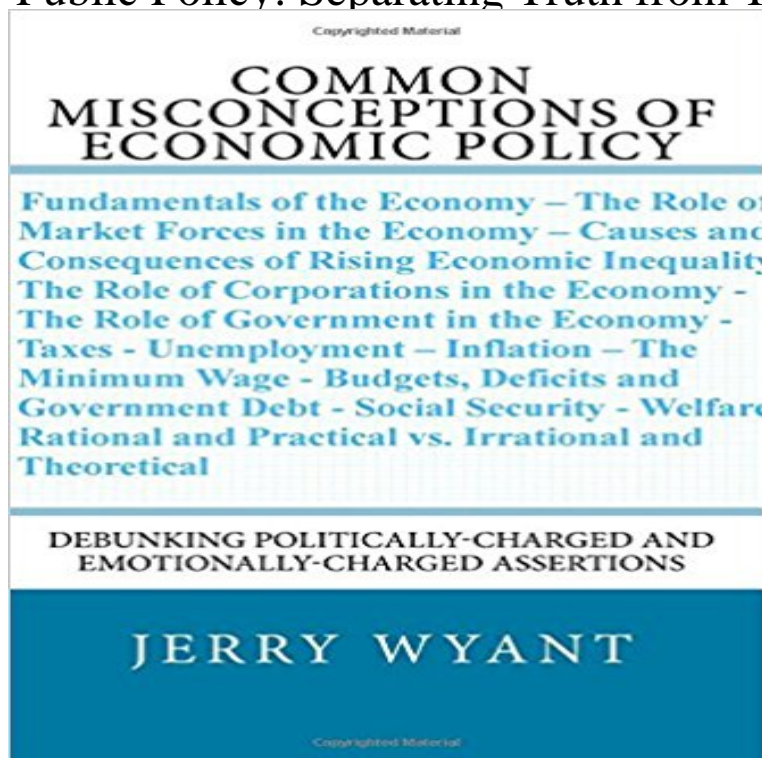 Public Policy: Separating Truth from
Copyrighted Material
COMMON
MISCONCEPTIONS OF
ECONOMIC POLICY
Fundamentals of the Economy – The Role of
Market Forces in the Economy – Causes and
Consequences of Rising Economic Inequality
The Role of Corporations in the Economy -
The Role of Government in the Economy -
Taxes - Unemployment – Inflation – The
Minimum Wage - Budgets, Deficits and
Government Debt - Social Security - Welfare
Rational and Practical vs. Irrational and
Theoretical
DEBUNKING POLITICALLY-CHARGED AND
EMOTIONALLY-CHARGED ASSERTIONS
JERRY WYANT
Copyrighted Material